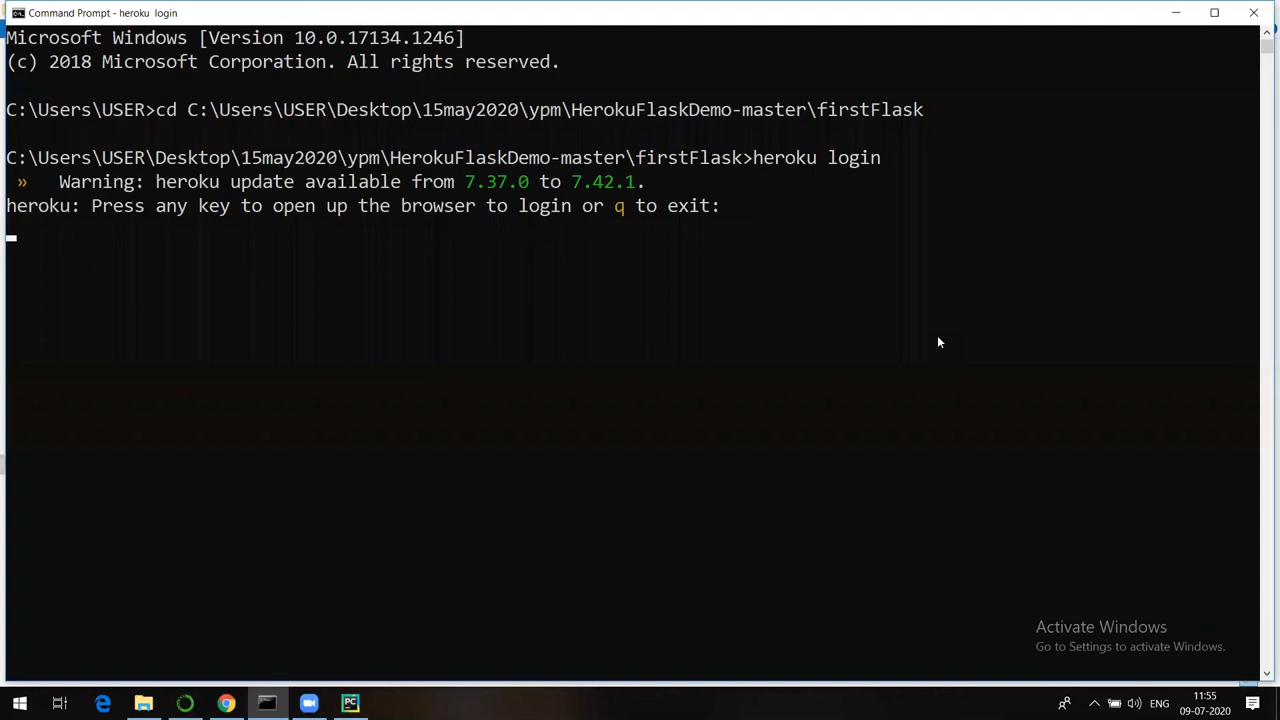 Command Prompt - heroku  login
Microsoft Windows [Version 10.0.17134.1246]
(c) 2018 Microsoft Corporation. All rights reserved.
C:\Users\USER>cd C:\Users\USER\Desktop\15may2020\ypm\HerokuFlaskDemo-master\firstFlask
C:\Users\USER\Desktop\15may2020\ypm\HerokuFlaskDemo-master\firstFlask>heroku login
»   Warning: heroku update available from 7.37.0 to 7.42.1.
heroku: Press any key to open up the browser to login or q to exit:
Activate Windows
Go to Settings to activate Windows.
PC
ENG
11:55
09-07-2020